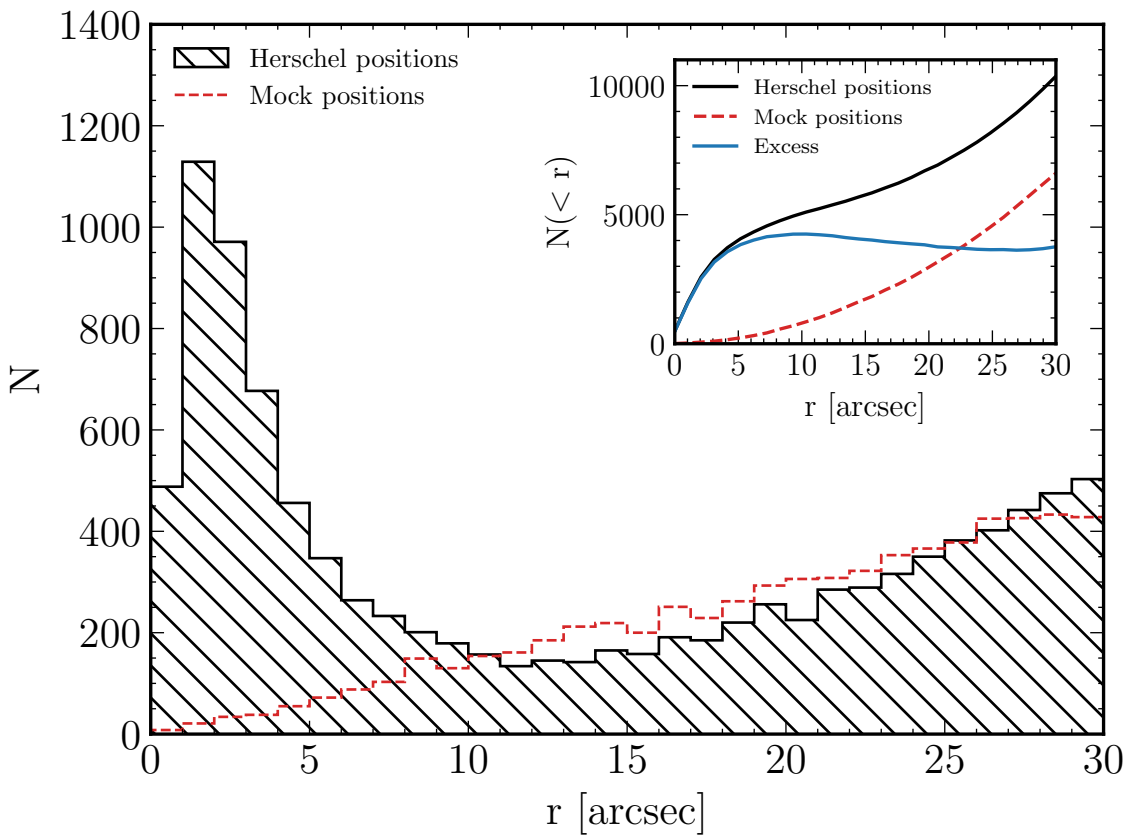 1400
1200
1000
800
600
400
200
0
N
Herschel positions
Mock positions
10000
5000
0
N(< r)
Herschel positions
Mock positions
Excess
0 5 10 15 20 25 30
r [arcsec]
0 5 10 15 20 25 30
r [arcsec]